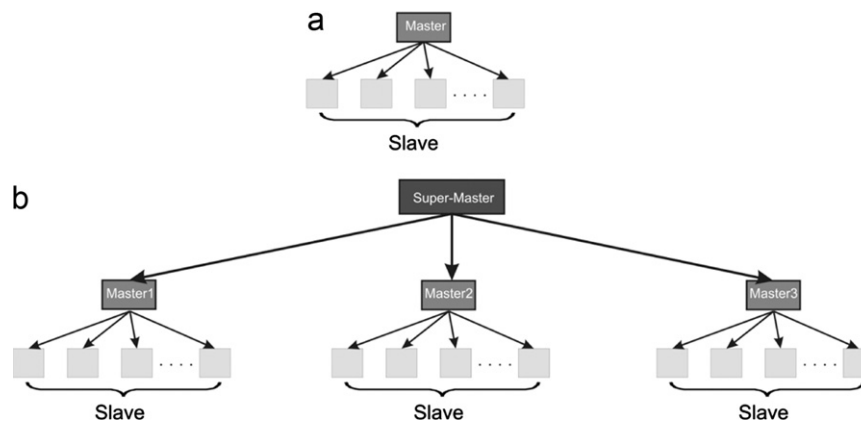 a
Master
. . . .
Slave
b
Super-Master
Master1
Master2
Master3
. . . .
. . . .
. . . .
Slave
Slave
Slave